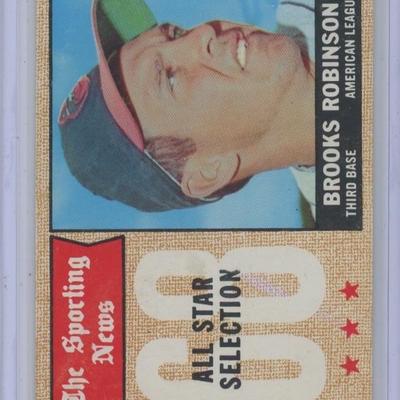 The Sporting
News
68
ALL STAR
SELECTION
BROOKS ROBINSON
THIRD BASE
AMERICAN LEAGUE